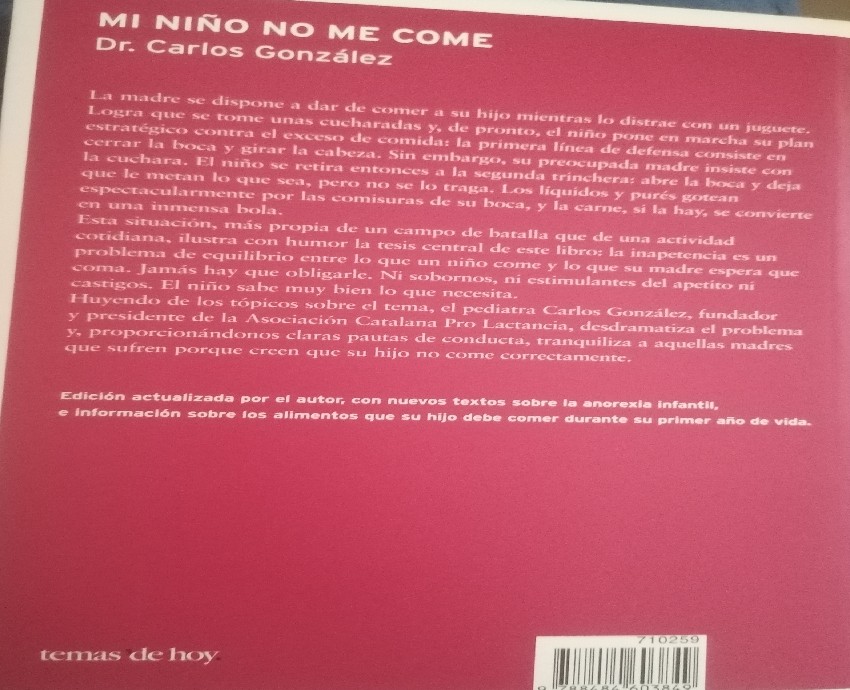 MI NIÑO NO ME COME
Dr. Carlos González
La madre se dispone a dar de comer a su hijo mientras lo distrae con un juguete.
Logra que se tome unas cucharadas y, de pronto, el niño pone en marcha su plan
estratégico contra el exceso de comida: la primera línea de defensa consiste en
cerrar la boca y girar la cabeza. Sin embargo, su preocupada madre insiste con
la cuchara. El niño se retira entonces a la segunda trinchera: abre la boca y deja
que le metan lo que sea, pero no se lo traga. Los líquidos y purés gotean
espectacularmente por las comisuras de su boca, y la carne, si la hay, se convierte
en una inmensa bola.
Esta situación, más propia de un campo de batalla que de una actividad
cotidiana, ilustra con humor la tesis central de este libro: la inapetencia es un
problema de equilibrio entre lo que un niño come y lo que su madre espera que
coma. Jamás hay que obligarle. Ni sobornos, ni estimulantes del apetito ni
castigos. El niño sabe muy bien lo que necesita.
Huyendo de los tópicos sobre el tema, el pediatra Carlos González, fundador
y presidente de la Asociación Catalana Pro Lactancia, desdramatiza el problema
y, proporcionándonos claras pautas de conducta, tranquiliza a aquellas madres
que sufren porque creen que su hijo no come correctamente.
Edición actualizada por el autor, con nuevos textos sobre la anorexia infantil,
e información sobre los alimentos que su hijo debe comer durante su primer año de vida.
710259
temas de hoy.